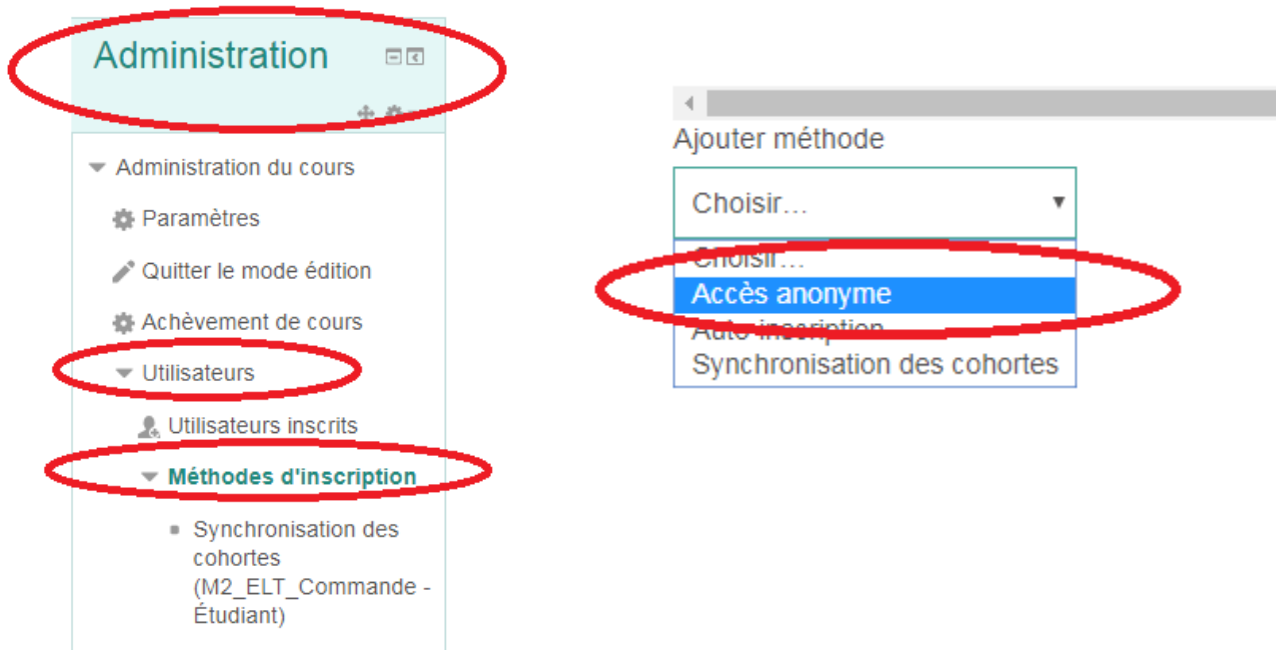 Administration
Administration du cours
Paramètres
Quitter le mode édition
Achèvement de cours
Utilisateurs
Utilisateurs inscrits
Méthodes d'inscription
Synchronisation des
cohortes
(M2_ELT_Commande -
Étudiant)
Ajouter méthode
Choisir...
Choisir...
Accès anonyme
Auto-inscription
Synchronisation des cohortes